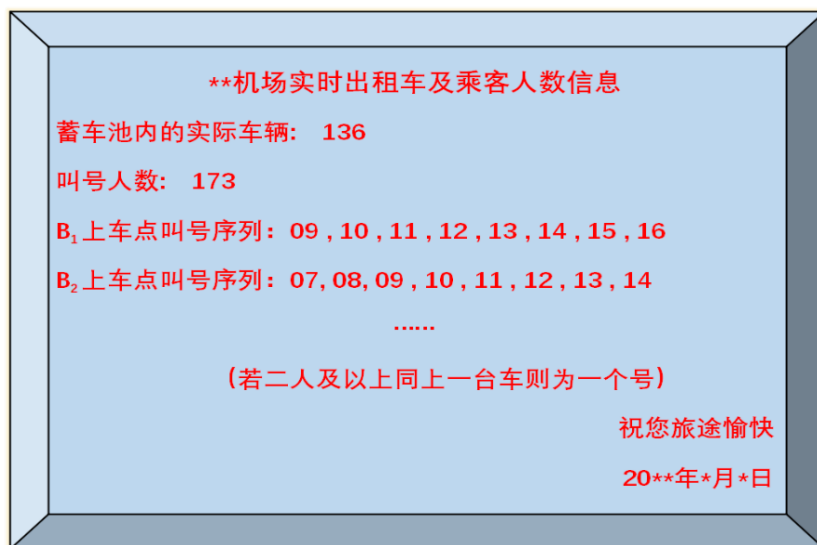 **机场实时出租车及乘客人数信息
蓄车池内的实际车辆： 136
叫号人数： 173
B₁上车点叫号序列：09 , 10 , 11 , 12 , 13 , 14 , 15 , 16
B₂上车点叫号序列：07, 08, 09 , 10 , 11 , 12 , 13 , 14
......
（若二人及以上同上一台车则为一个号）
祝您旅途愉快
20**年*月*日